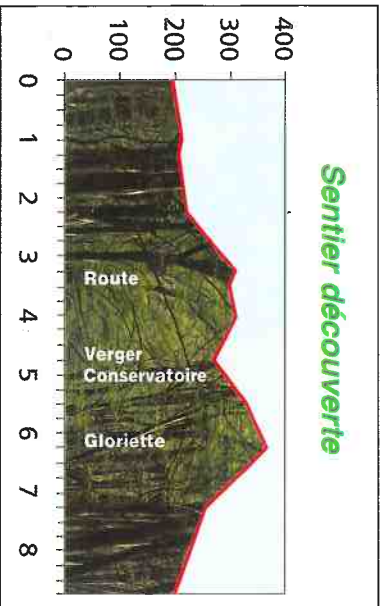 Sentier découverte
400
300
200
100
0
Route
Verger
Conservatoire
Gloriette
0 1 2 3 4 5 6 7 8